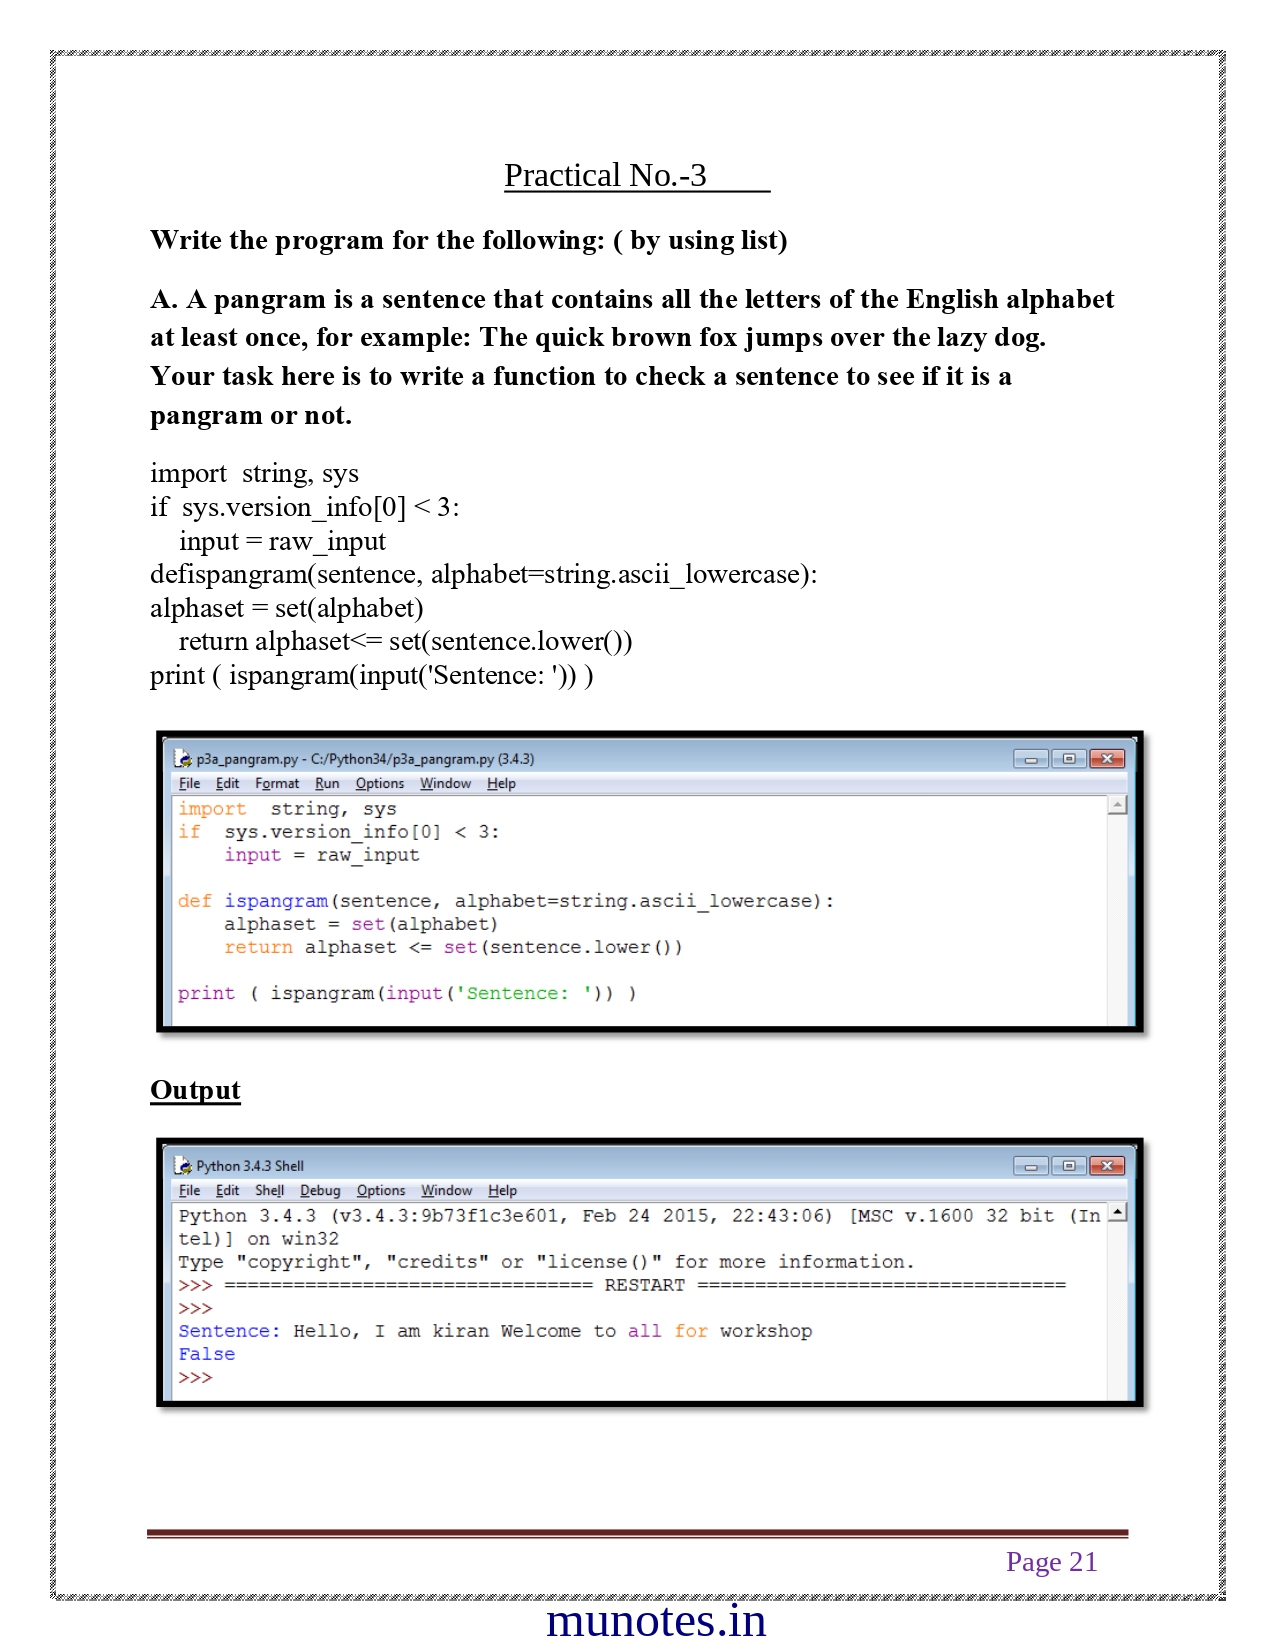 Practical No.-3
Write the program for the following: ( by using list)
A. A pangram is a sentence that contains all the letters of the English alphabet
at least once, for example: The quick brown fox jumps over the lazy dog.
Your task here is to write a function to check a sentence to see if it is a
pangram or not.
import  string, sys
if  sys.version_info[0] < 3:
    input = raw_input
defispangram(sentence, alphabet=string.ascii_lowercase):
alphaset = set(alphabet)
    return alphaset<= set(sentence.lower())
print ( ispangram(input('Sentence: ')) )
p3a_pangram.py - C:/Python34/p3a_pangram.py (3.4.3)
File Edit Format Run Options Window Help
import  string, sys
if  sys.version_info[0] < 3:
    input = raw_input
def ispangram(sentence, alphabet=string.ascii_lowercase):
    alphaset = set(alphabet)
    return alphaset <= set(sentence.lower())
print ( ispangram(input('Sentence: ')) )
Output
Python 3.4.3 Shell
File Edit Shell Debug Options Window Help
Python 3.4.3 (v3.4.3:9b73f1c3e601, Feb 24 2015, 22:43:06) [MSC v.1600 32 bit (In
tel)] on win32
Type "copyright", "credits" or "license()" for more information.
>>> ================================ RESTART ================================
>>>
Sentence: Hello, I am kiran Welcome to all for workshop
False
>>>
Page 21
munotes.in